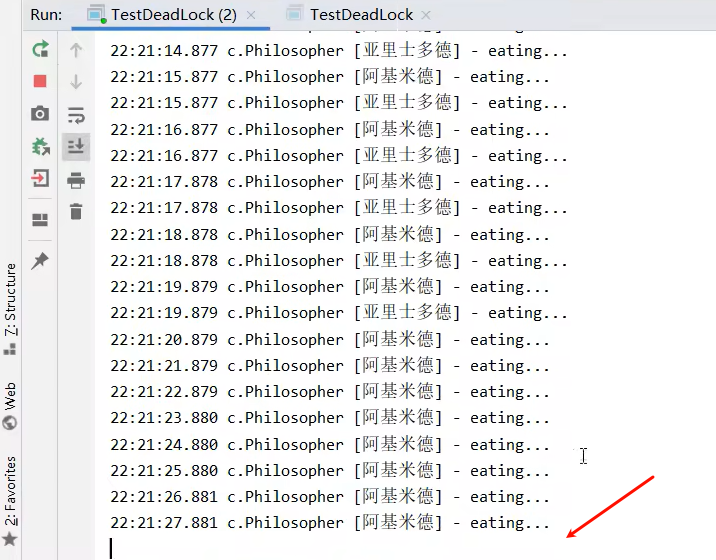 Run: TestDeadLock (2) × TestDeadLock ×
22:21:14.877 c.Philosopher [亚里士多德] - eating...
22:21:15.877 c.Philosopher [阿基米德] - eating...
22:21:15.877 c.Philosopher [亚里士多德] - eating...
22:21:16.877 c.Philosopher [阿基米德] - eating...
22:21:16.877 c.Philosopher [亚里士多德] - eating...
22:21:17.878 c.Philosopher [阿基米德] - eating...
22:21:17.878 c.Philosopher [亚里士多德] - eating...
22:21:18.878 c.Philosopher [阿基米德] - eating...
22:21:18.878 c.Philosopher [亚里士多德] - eating...
22:21:19.879 c.Philosopher [阿基米德] - eating...
22:21:19.879 c.Philosopher [亚里士多德] - eating...
22:21:20.879 c.Philosopher [阿基米德] - eating...
22:21:21.879 c.Philosopher [阿基米德] - eating...
22:21:22.879 c.Philosopher [阿基米德] - eating...
22:21:23.880 c.Philosopher [阿基米德] - eating...
22:21:24.880 c.Philosopher [阿基米德] - eating...
22:21:25.880 c.Philosopher [阿基米德] - eating...
22:21:26.881 c.Philosopher [阿基米德] - eating...
22:21:27.881 c.Philosopher [阿基米德] - eating...
Z: Structure
Web
2: Favorites